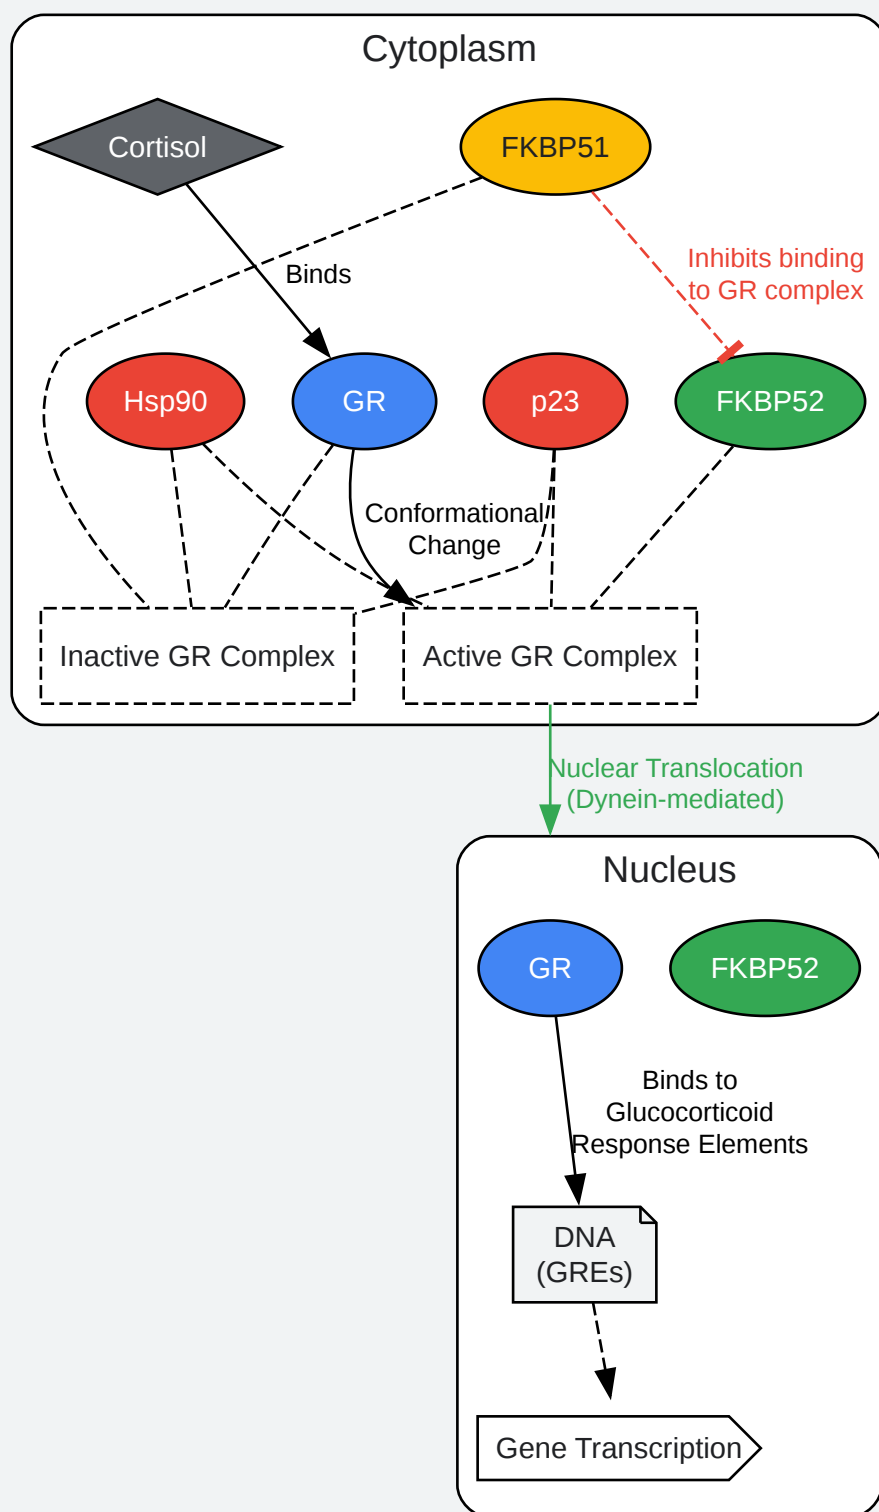 Cytoplasm
Cortisol
FKBP51
Binds
Inhibits binding
to GR complex
Hsp90
GR
p23
FKBP52
Conformational
Change
Inactive GR Complex
Active GR Complex
Nuclear Translocation
(Dynein-mediated)
Nucleus
GR
FKBP52
Binds to
Glucocorticoid
Response Elements
DNA
(GREs)
Gene Transcription